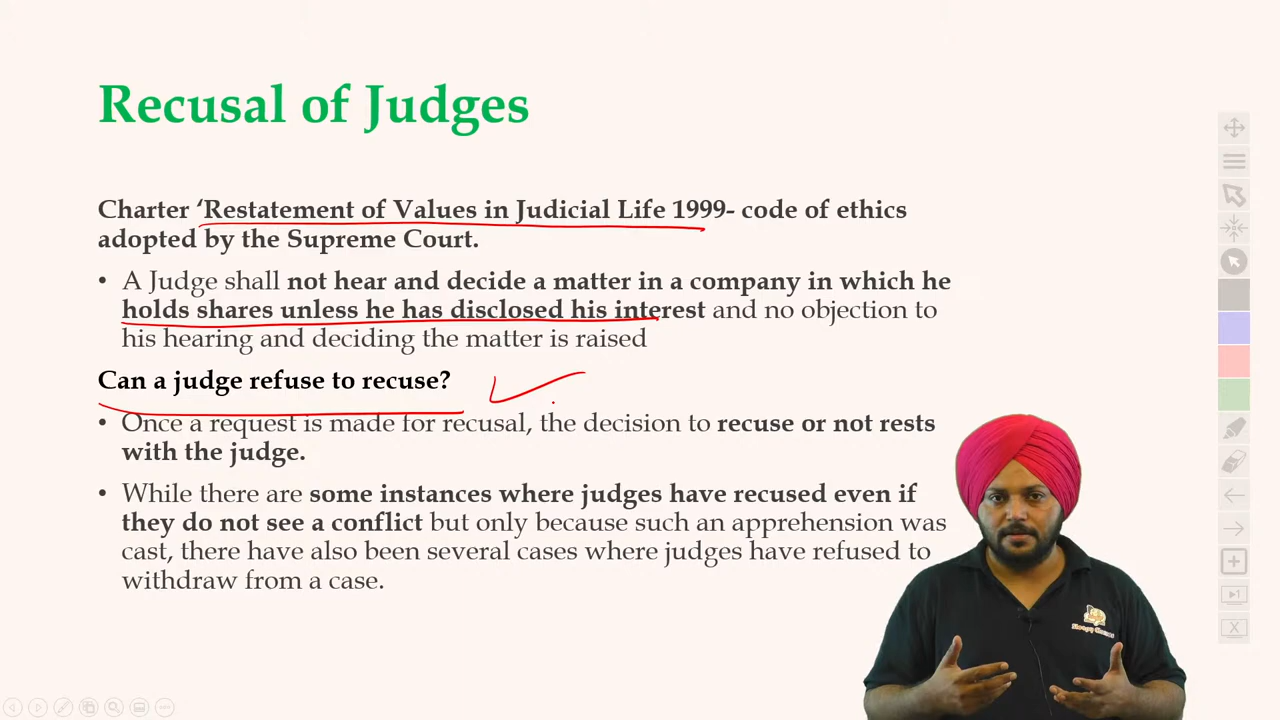 Recusal of Judges
Charter ‘Restatement of Values in Judicial Life 1999- code of ethics
adopted by the Supreme Court.
• A Judge shall not hear and decide a matter in a company in which he
holds shares unless he has disclosed his interest and no objection to
his hearing and deciding the matter is raised
Can a judge refuse to recuse?
• Once a request is made for recusal, the decision to recuse or not rests
with the judge.
• While there are some instances where judges have recused even if
they do not see a conflict but only because such an apprehension was
cast, there have also been several cases where judges have refused to
withdraw from a case.